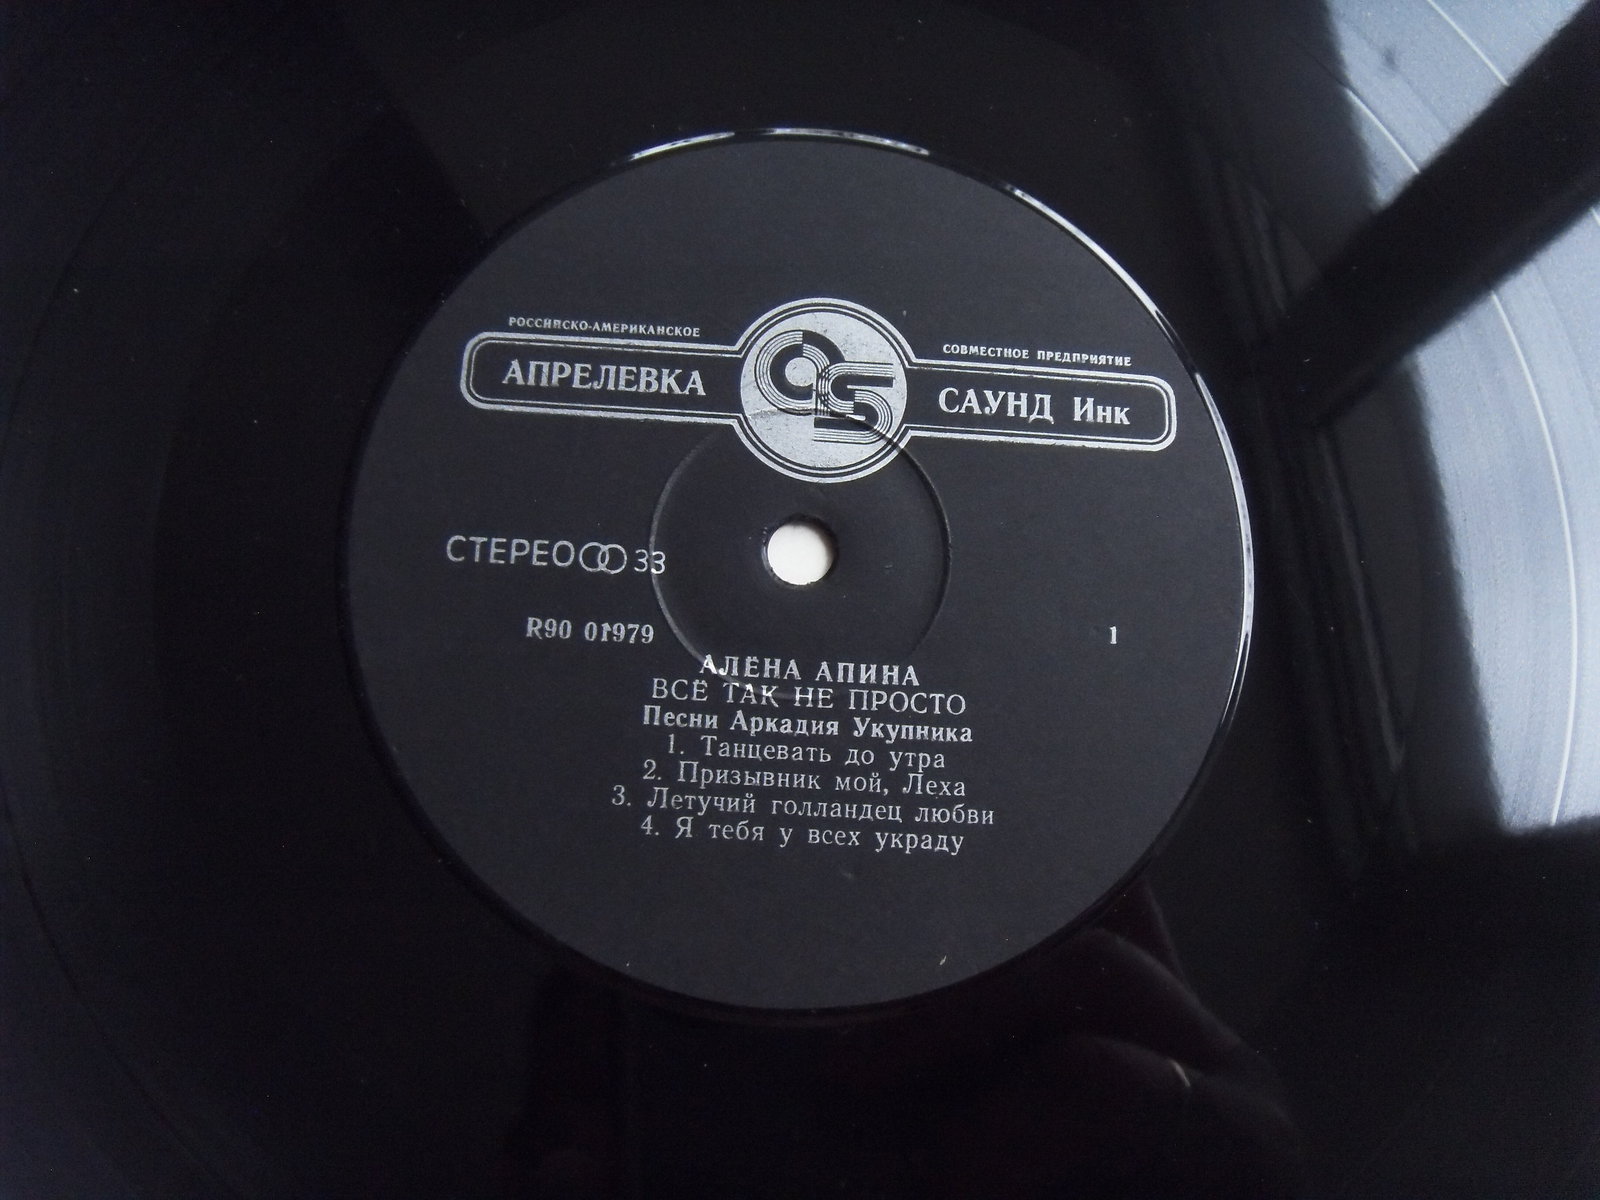 РОССИЙСКО-АМЕРИКАНСКОЕ
СОВМЕСТНОЕ ПРЕДПРИЯТИЕ
АПРЕЛЕВКА
САУНД Инк
СТЕРЕО 33
R90 01979
1
АЛЁНА АПИНА
ВСЁ ТАК НЕ ПРОСТО
Песни Аркадия Укупника
1. Танцевать до утра
2. Призывник мой, Леха
3. Летучий голландец любви
4. Я тебя у всех украду